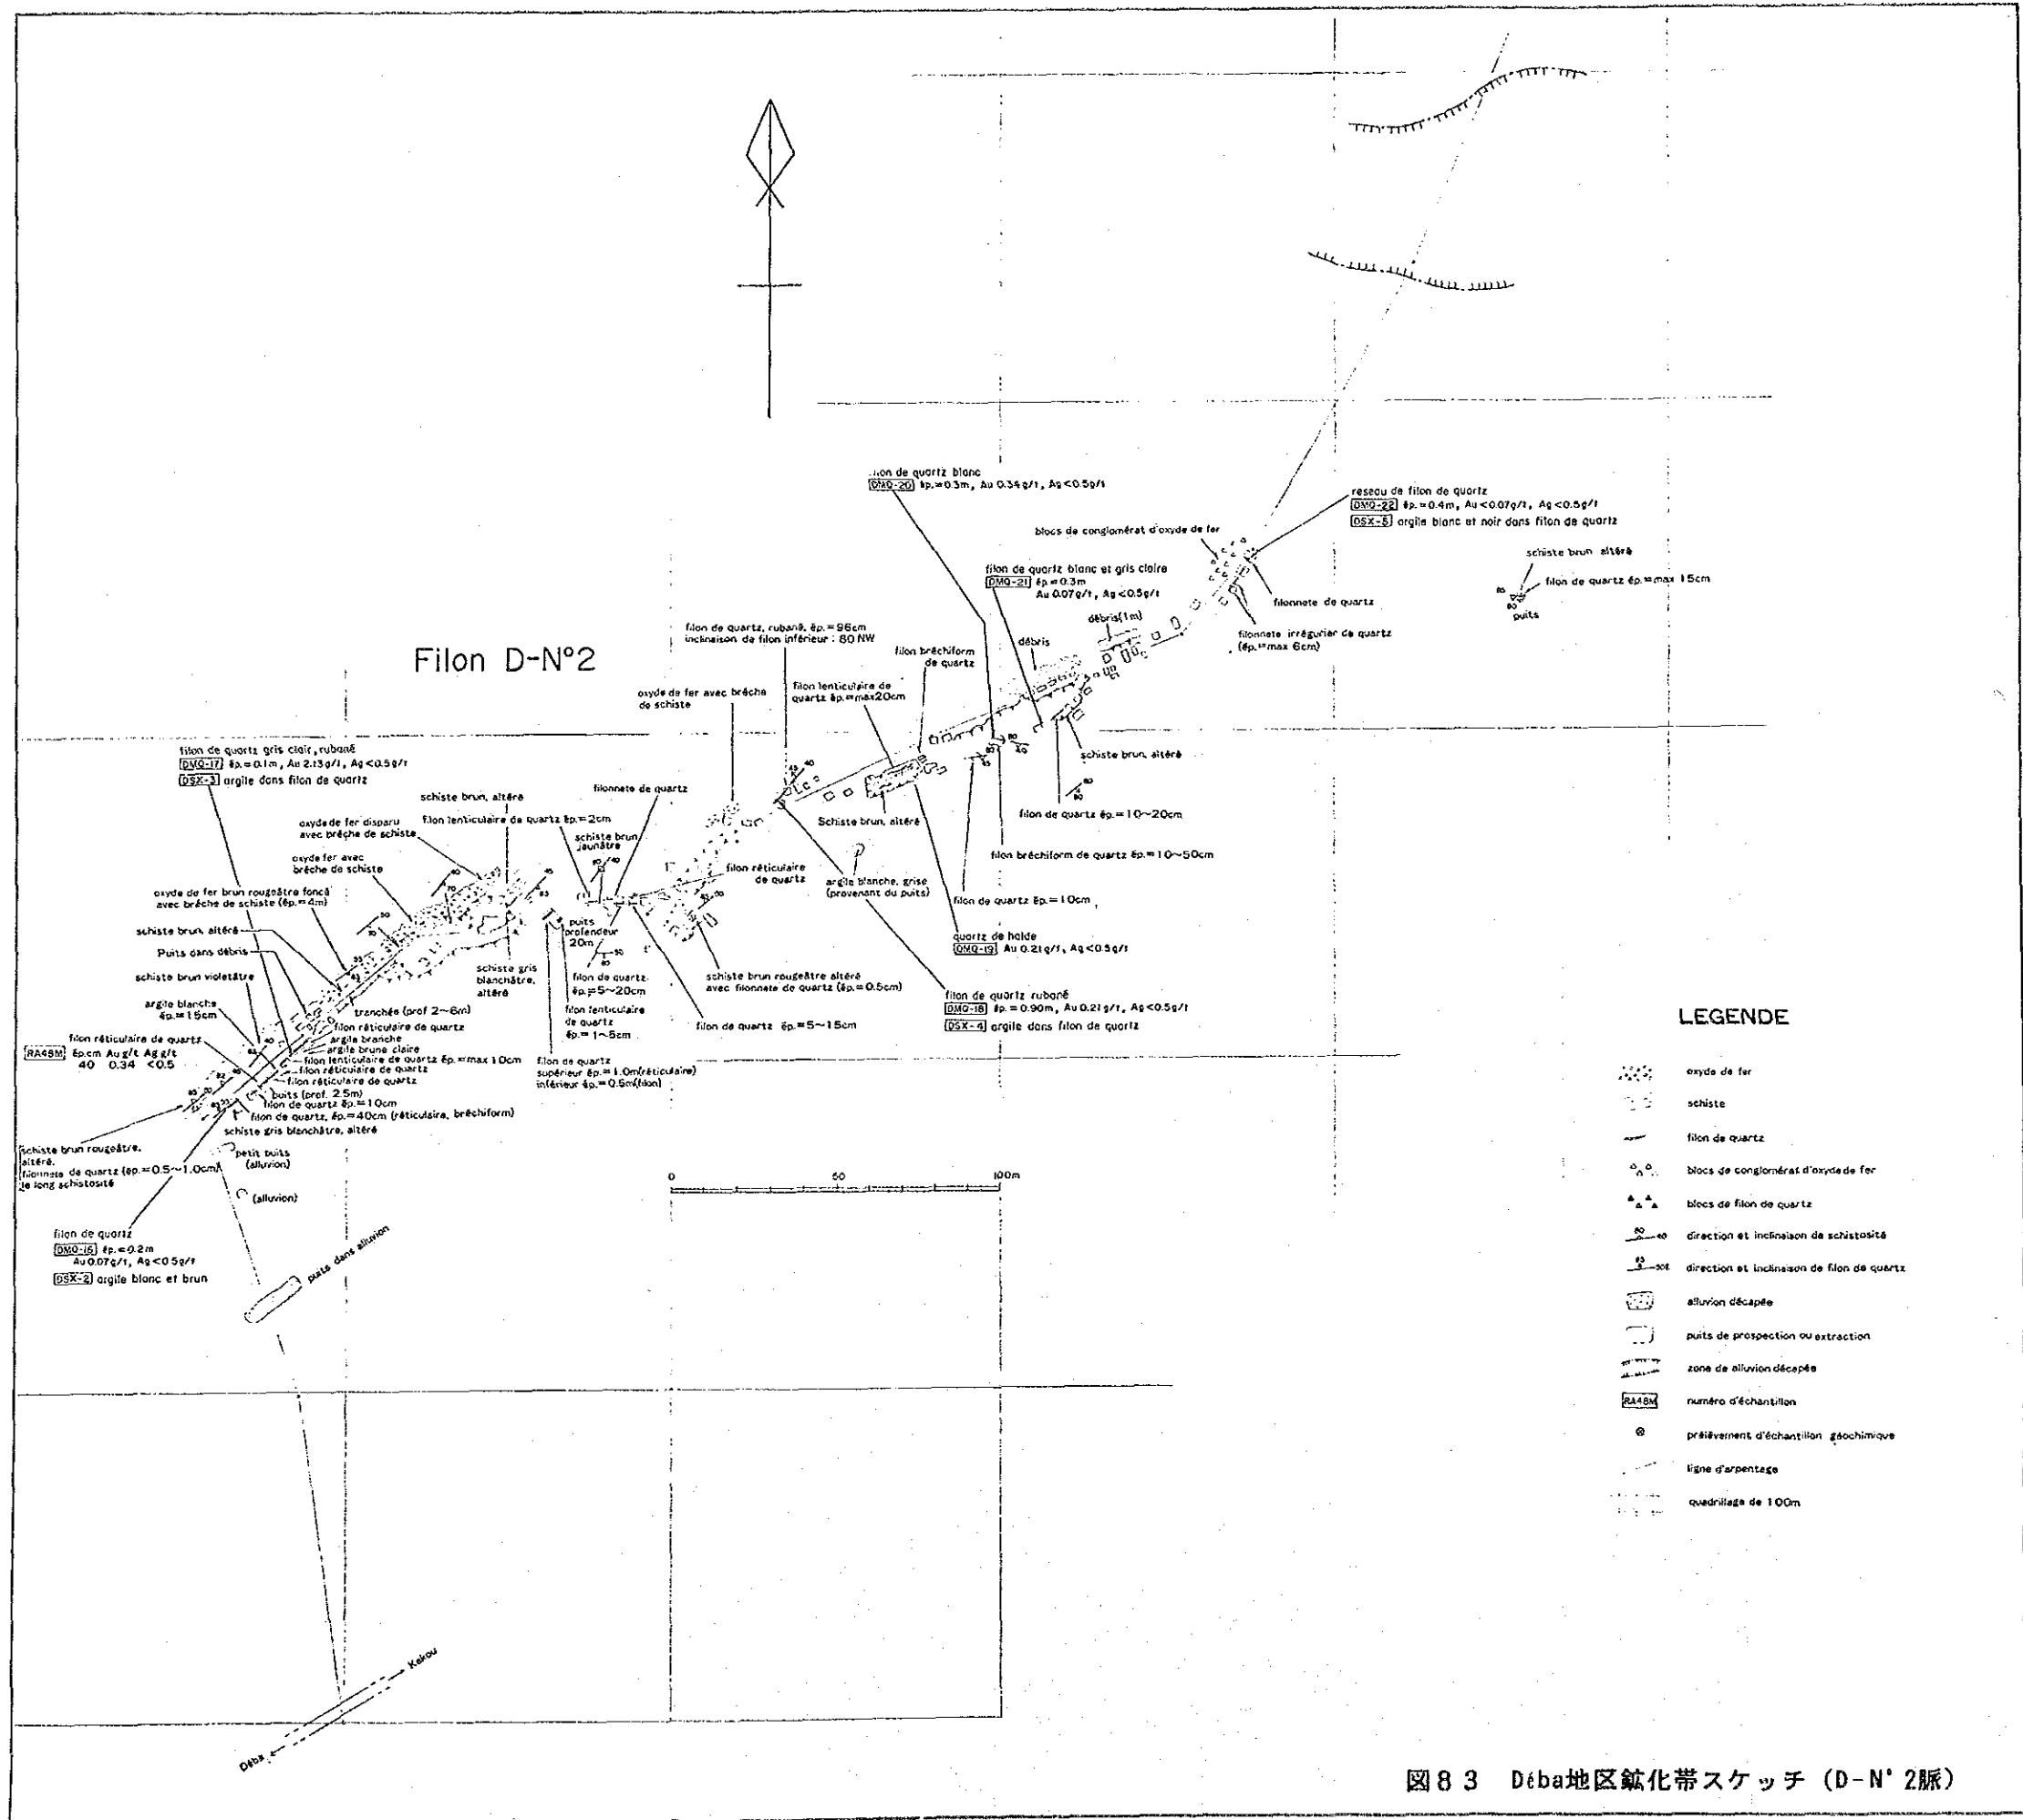 Filon D-N°2
filon de quartz blanc
DMQ-20 ép.=0.3m, Au 0.34g/t, Ag<0.5g/t
reseau de filon de quartz
DMQ-22 ép.=0.4m, Au<0.07g/t, Ag<0.5g/t
DSX-5 argile blanc et noir dans filon de quartz
blocs de conglomérat d'oxyde de fer
schiste brun altéré
filon de quartz ép.=max 15cm
85
80
puits
filon de quartz blanc et gris claire
DMQ-21 ép.=0.3m
Au 0.07g/t, Ag<0.5g/t
filonnete de quartz
débris(1m)
débris
filonnete irrégurier de quartz
(ép.=max 6cm)
filon de quartz, rubané, ép.=96cm
inclinaison de filon inférieur : 80 NW
filon bréchiform
de quartz
oxyde de fer avec brèche
de schiste
filon lenticulaire de
quartz ép.=max20cm
schiste brun, altéré
filon de quartz gris clair, rubané
DMQ-17 ép.=0.1m, Au 2.13g/t, Ag<0.5g/t
DSX-3 argile dans filon de quartz
schiste brun, altéré
filonnete de quartz
oxyde de fer disparu
avec brèche de schiste
filon lenticulaire de quartz ép.=2cm
schiste brun
jaunâtre
Schiste brun, altéré
filon de quartz ép.=10~20cm
oxyde fer avec
brèche de schiste
filon bréchiform de quartz ép.=10~50cm
filon réticulaire
de quartz
argile blanche, grise
(provenant du puits)
filon de quartz ép.=10cm
oxyde de fer brun rougeâtre foncé
avec brèche de schiste (ép.=4m)
puits
profendeur
20m
quartz de halde
DMQ-19 Au 0.21g/t, Ag<0.5g/t
schiste brun, altéré
Puits dans débris
schiste brun violetâtre
schiste gris
blanchâtre,
altéré
filon de quartz
ép.=5~20cm
schiste brun rougeâtre altéré
avec filonnete de quartz (ép.=0.5cm)
argile blanche
ép.=15cm
tranchée (prof 2~6m)
filon lenticulaire
de quartz
ép.=1~5cm
filon de quartz ép.=5~15cm
filon de quartz rubané
DMQ-18 ép.=0.90m, Au 0.21g/t, Ag<0.5g/t
DSX-4 argile dans filon de quartz
filon réticulaire de quartz
RA48M ép.cm Au g/t Ag g/t
40 0.34 <0.5
filon réticulaire de quartz
argile branche
argile brune claire
filon lenticulaire de quartz ép.=max 10cm
filon réticulaire de quartz
filon réticulaire de quartz
filon de quartz
supérieur ép.=1.0m(réticulaire)
inférieur ép.=0.5m(filon)
puits (prof. 2.5m)
filon de quartz ép.=10cm
filon de quartz, ép.=40cm (réticulaire, bréchiform)
schiste gris blanchâtre, altéré
schiste brun rougeâtre,
altéré,
filonnete de quartz (ép.=0.5~1.0cm)
le long schistosité
petit puits
(alluvion)
(alluvion)
filon de quartz
DMQ-16 ép.=0.2m
Au 0.07g/t, Ag<0.5g/t
DSX-2 argile blanc et brun
puits dans alluvion
0 50 100m
Kakou
Déba
LEGENDE
oxyde de fer
schiste
filon de quartz
blocs de conglomérat d'oxyde de fer
blocs de filon de quartz
direction et inclinaison de schistosité
direction et inclinaison de filon de quartz
alluvion décapée
puits de prospection ou extraction
zone de alluvion décapée
RA48M numéro d'échantillon
prélèvement d'échantillon géochimique
ligne d'arpentage
quadrillage de 100m
図83 Déba地区鉱化帯スケッチ (D-N°2脈)